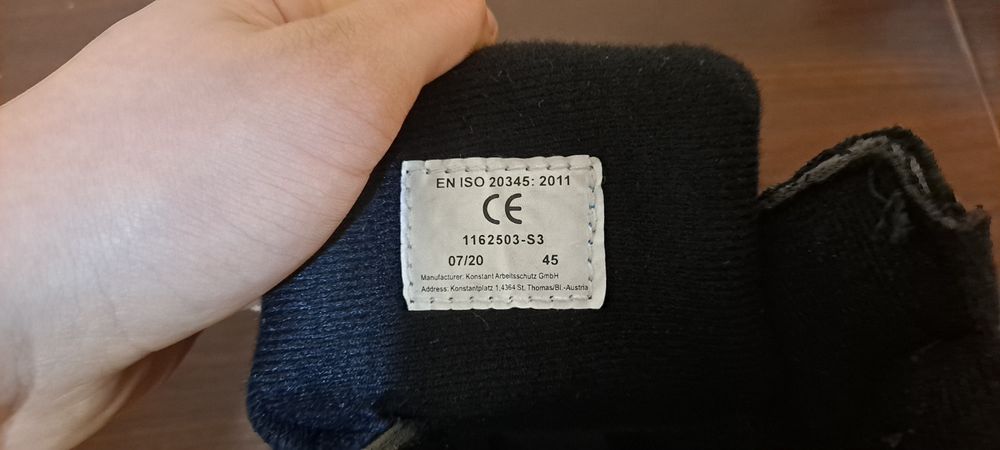 EN ISO 20345: 2011
CE
1162503-S3
07/20 45
Manufacturer: Konstant Arbeitsschutz GmbH
Address: Konstantplatz 1,4364 St. Thomas/Bl.-Austria